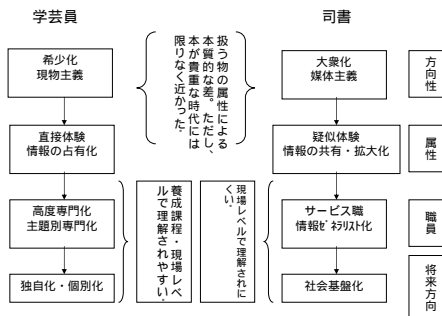 学芸員
司書
希少化
現物主義
扱う物の属性による
本質的な差。ただし、
本が貴重な時代には
限りなく近かった。
大衆化
媒体主義
方向性
直接体験
情報の占有化
疑似体験
情報の共有・拡大化
属性
高度専門化
主題別専門化
養成課程・現場レベ
ルで理解されやすい。
現場レベルで理解されに
くい。
サービス職
情報ｾﾞﾈﾗﾘｽﾄ化
職員
独自化・個別化
社会基盤化
将来方向